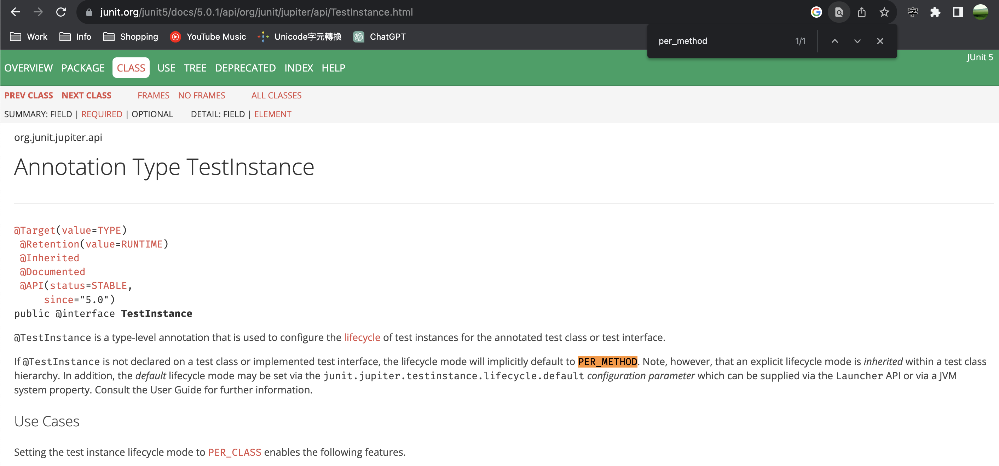 junit.org/junit5/docs/5.0.1/api/org/junit/jupiter/api/TestInstance.html
Work Info Shopping YouTube Music Unicode字元轉換 ChatGPT
per_method 1/1
JUnit 5
OVERVIEW PACKAGE CLASS USE TREE DEPRECATED INDEX HELP
PREV CLASS NEXT CLASS FRAMES NO FRAMES ALL CLASSES
SUMMARY: FIELD | REQUIRED | OPTIONAL DETAIL: FIELD | ELEMENT
org.junit.jupiter.api
Annotation Type TestInstance
@Target(value=TYPE)
@Retention(value=RUNTIME)
@Inherited
@Documented
@API(status=STABLE,
since="5.0")
public @interface TestInstance
@TestInstance is a type-level annotation that is used to configure the lifecycle of test instances for the annotated test class or test interface.
If @TestInstance is not declared on a test class or implemented test interface, the lifecycle mode will implicitly default to PER_METHOD. Note, however, that an explicit lifecycle mode is inherited within a test class
hierarchy. In addition, the default lifecycle mode may be set via the junit.jupiter.testinstance.lifecycle.default configuration parameter which can be supplied via the Launcher API or via a JVM
system property. Consult the User Guide for further information.
Use Cases
Setting the test instance lifecycle mode to PER_CLASS enables the following features.